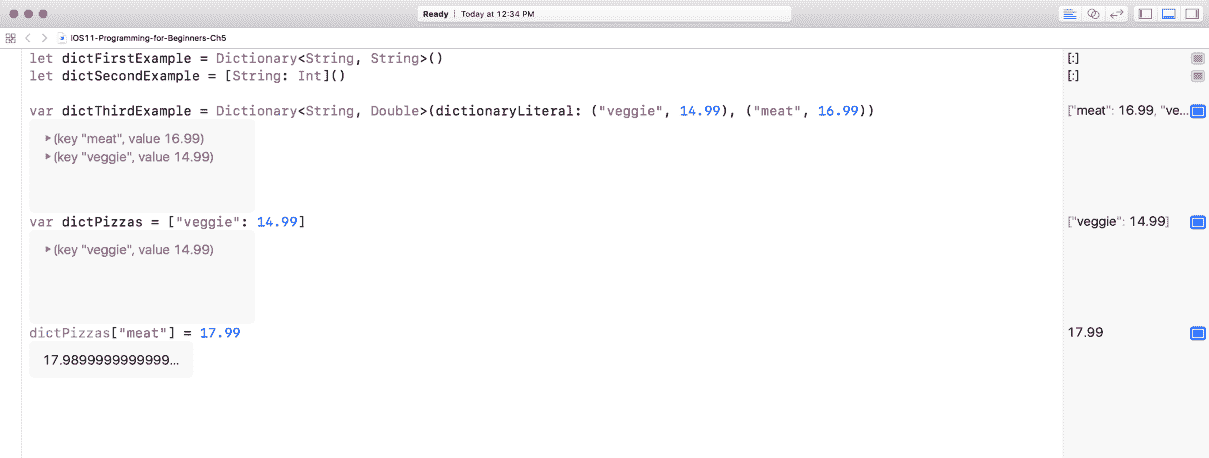 Ready | Today at 12:34 PM
iOS11-Programming-for-Beginners-Ch5
let dictFirstExample = Dictionary<String, String>() [:]
let dictSecondExample = [String: Int]() [:]
var dictThirdExample = Dictionary<String, Double>(dictionaryLiteral: ("veggie", 14.99), ("meat", 16.99)) ["meat": 16.99, "ve...
(key "meat", value 16.99)
(key "veggie", value 14.99)
var dictPizzas = ["veggie": 14.99] ["veggie": 14.99]
(key "veggie", value 14.99)
dictPizzas["meat"] = 17.99 17.99
17.9899999999999...